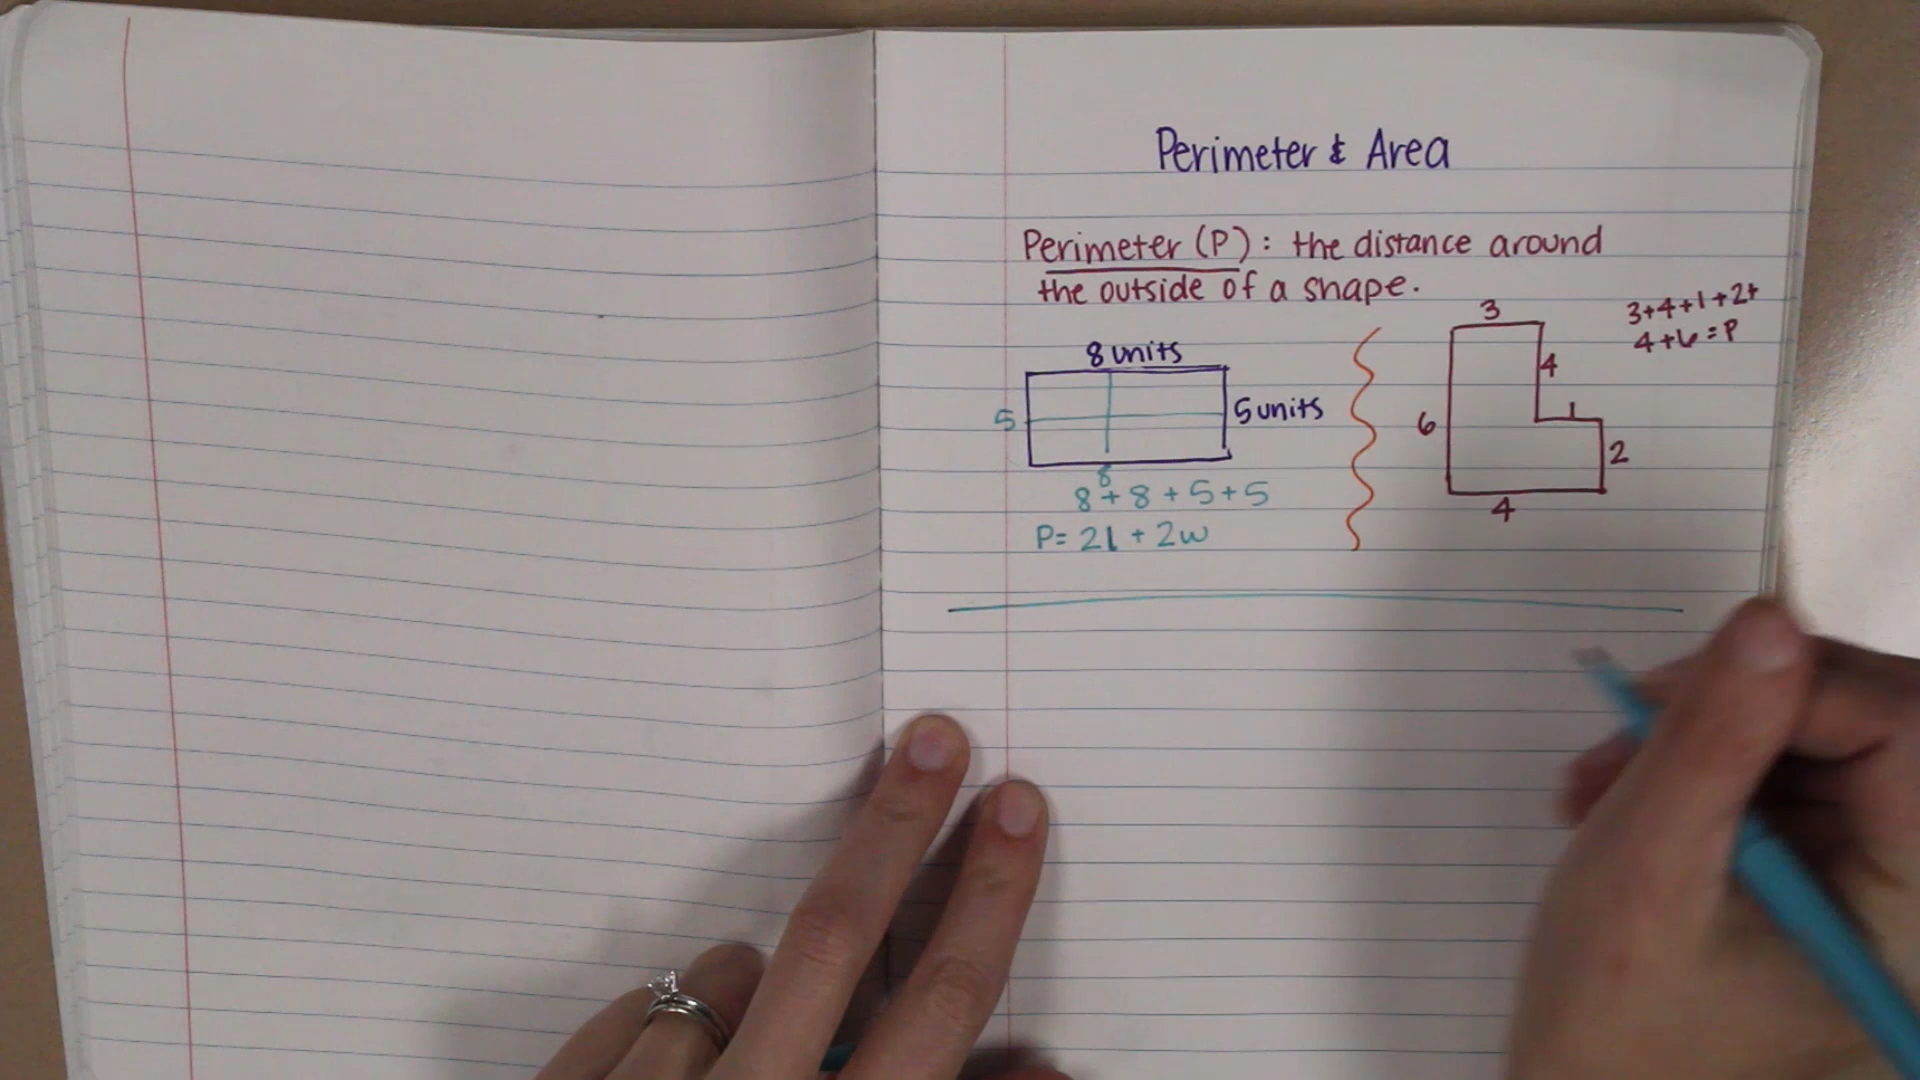 Perimeter & Area
Perimeter (P): the distance around
the outside of a shape.
8 units
5
5 units
8
8 + 8 + 5 + 5
P = 2l + 2w
3
4
1
6
2
4
3+4+1+2+
4+6=P